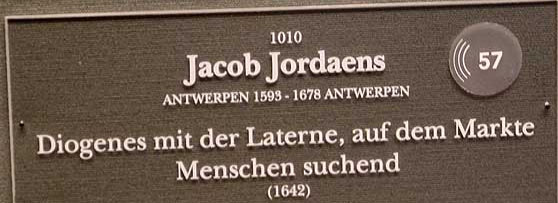 1010
Jacob Jordaens
57
ANTWERPEN 1593 - 1678 ANTWERPEN
Diogenes mit der Laterne, auf dem Markte
Menschen suchend
(1642)